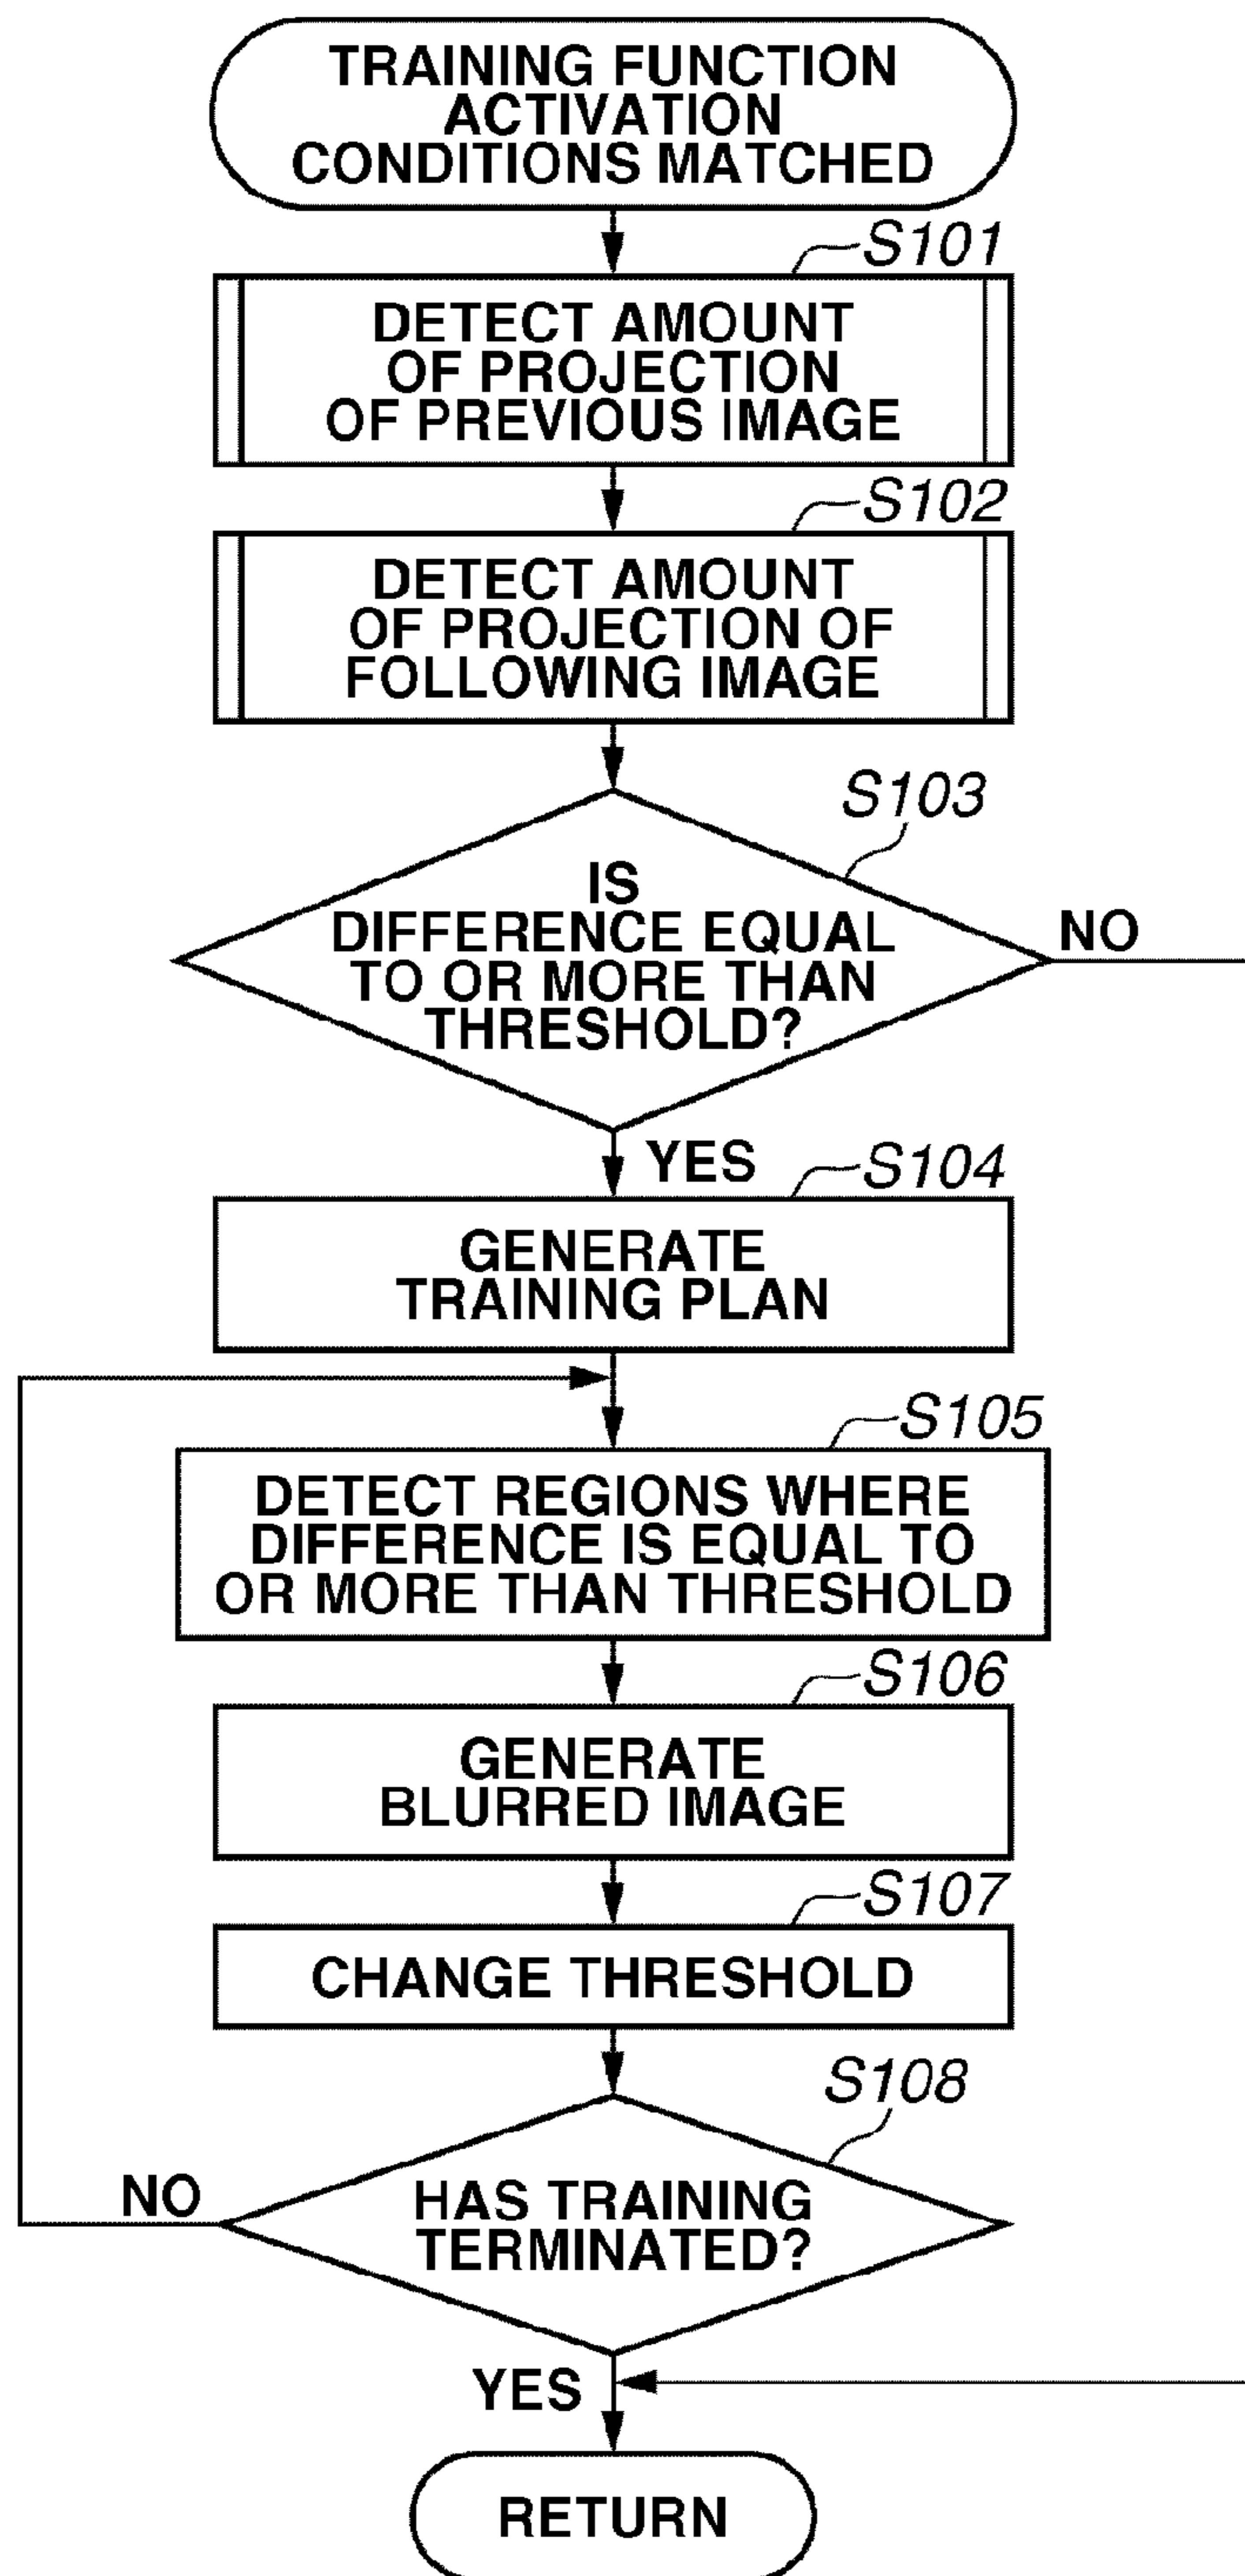 TRAINING FUNCTION
ACTIVATION
CONDITIONS MATCHED
S101
DETECT AMOUNT
OF PROJECTION
OF PREVIOUS IMAGE
S102
DETECT AMOUNT
OF PROJECTION OF
FOLLOWING IMAGE
S103
IS
DIFFERENCE EQUAL
TO OR MORE THAN
THRESHOLD?
NO
YES
S104
GENERATE
TRAINING PLAN
S105
DETECT REGIONS WHERE
DIFFERENCE IS EQUAL TO
OR MORE THAN THRESHOLD
S106
GENERATE
BLURRED IMAGE
S107
CHANGE THRESHOLD
S108
HAS TRAINING
TERMINATED?
NO
YES
RETURN